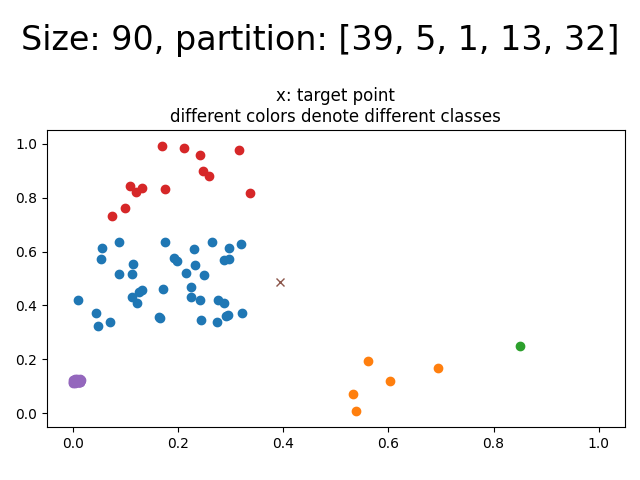 Size: 90, partition: [39, 5, 1, 13, 32]
x: target point
different colors denote different classes
1.0
0.8
0.6
0.4
0.2
0.0
0.0 0.2 0.4 0.6 0.8 1.0